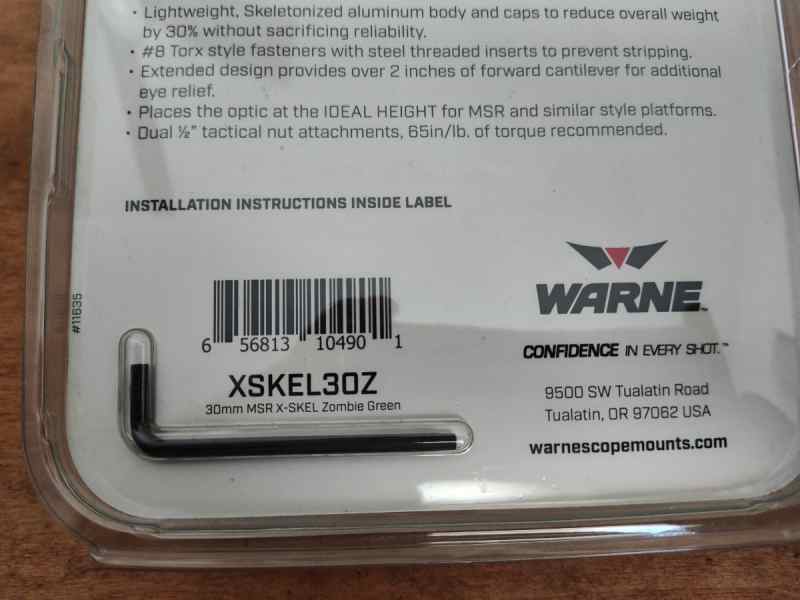 • Lightweight, Skeletonized aluminum body and caps to reduce overall weight
by 30% without sacrificing reliability.
• #8 Torx style fasteners with steel threaded inserts to prevent stripping.
• Extended design provides over 2 inches of forward cantilever for additional
eye relief.
• Places the optic at the IDEAL HEIGHT for MSR and similar style platforms.
• Dual ½" tactical nut attachments, 65in/lb. of torque recommended.
INSTALLATION INSTRUCTIONS INSIDE LABEL
#11635
6 56813 10490 1
XSKEL30Z
30mm MSR X-SKEL Zombie Green
WARNE™
CONFIDENCE IN EVERY SHOT.™
9500 SW Tualatin Road
Tualatin, OR 97062 USA
warnescopemounts.com